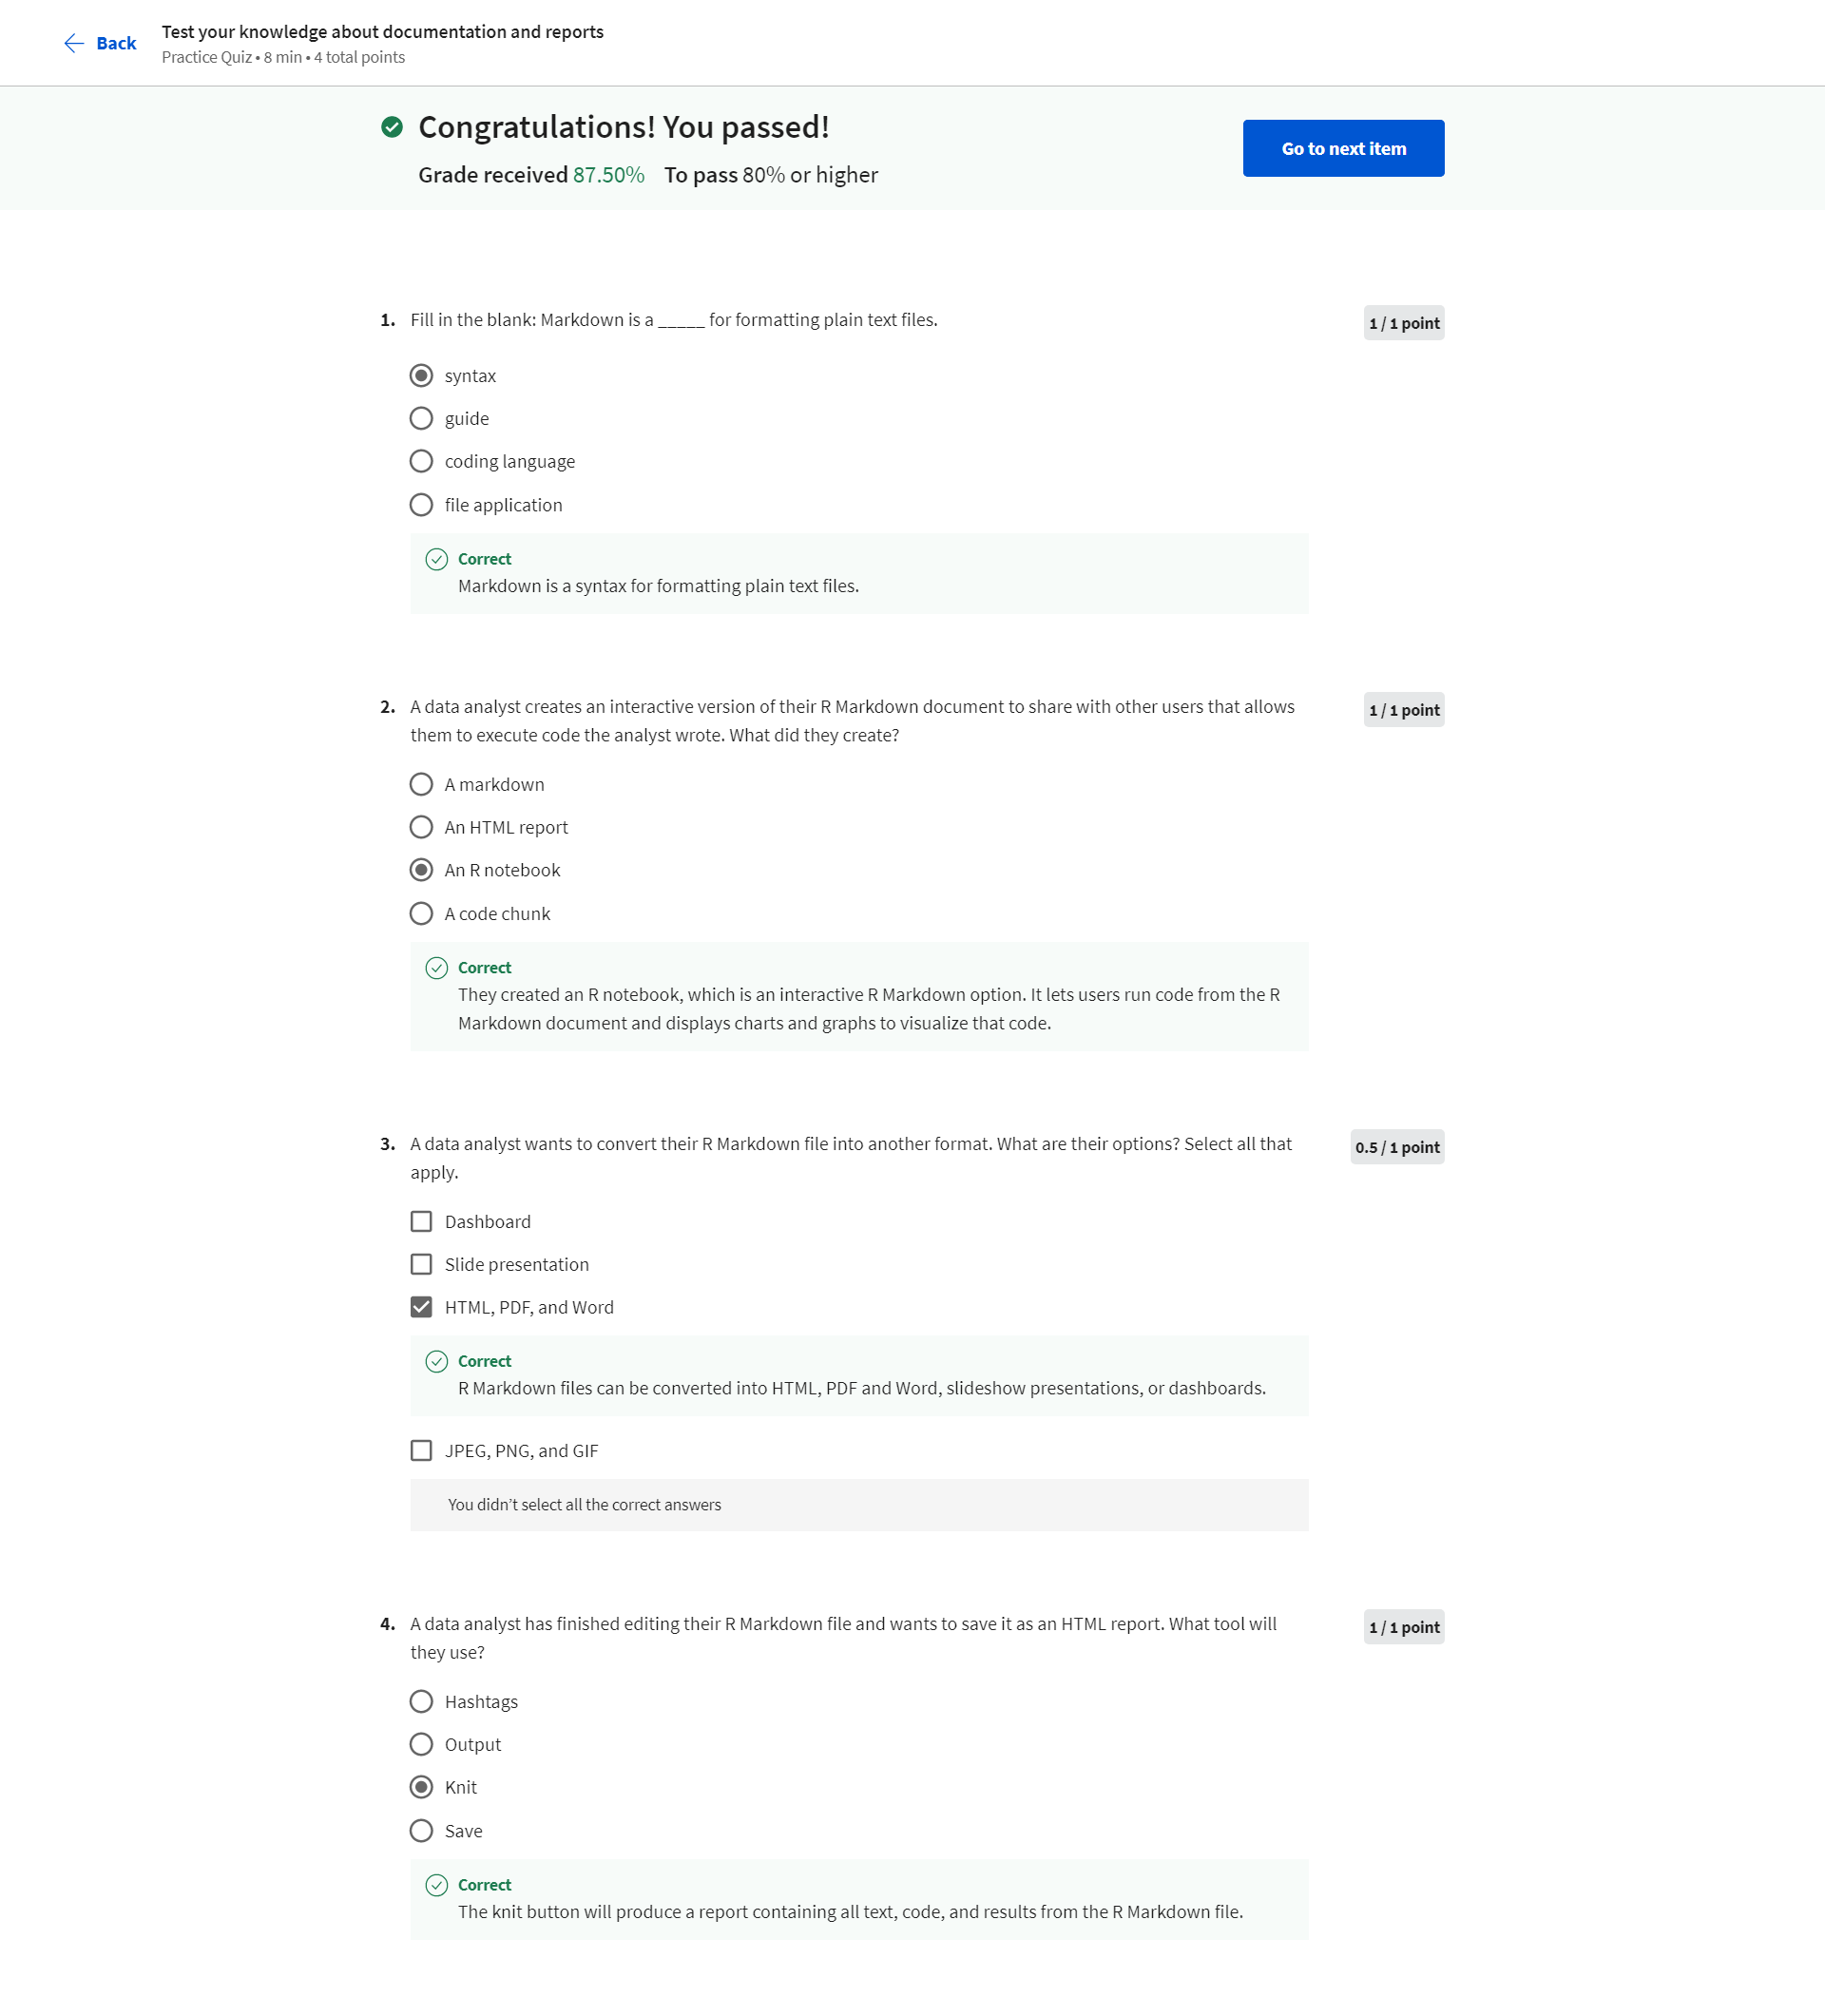 Back
Test your knowledge about documentation and reports
Practice Quiz • 8 min • 4 total points
Congratulations! You passed!
Grade received 87.50% To pass 80% or higher
Go to next item
1. Fill in the blank: Markdown is a _____ for formatting plain text files.
1 / 1 point
syntax
guide
coding language
file application
Correct
Markdown is a syntax for formatting plain text files.
2. A data analyst creates an interactive version of their R Markdown document to share with other users that allows
them to execute code the analyst wrote. What did they create?
1 / 1 point
A markdown
An HTML report
An R notebook
A code chunk
Correct
They created an R notebook, which is an interactive R Markdown option. It lets users run code from the R
Markdown document and displays charts and graphs to visualize that code.
3. A data analyst wants to convert their R Markdown file into another format. What are their options? Select all that
apply.
0.5 / 1 point
Dashboard
Slide presentation
HTML, PDF, and Word
Correct
R Markdown files can be converted into HTML, PDF and Word, slideshow presentations, or dashboards.
JPEG, PNG, and GIF
You didn’t select all the correct answers
4. A data analyst has finished editing their R Markdown file and wants to save it as an HTML report. What tool will
they use?
1 / 1 point
Hashtags
Output
Knit
Save
Correct
The knit button will produce a report containing all text, code, and results from the R Markdown file.